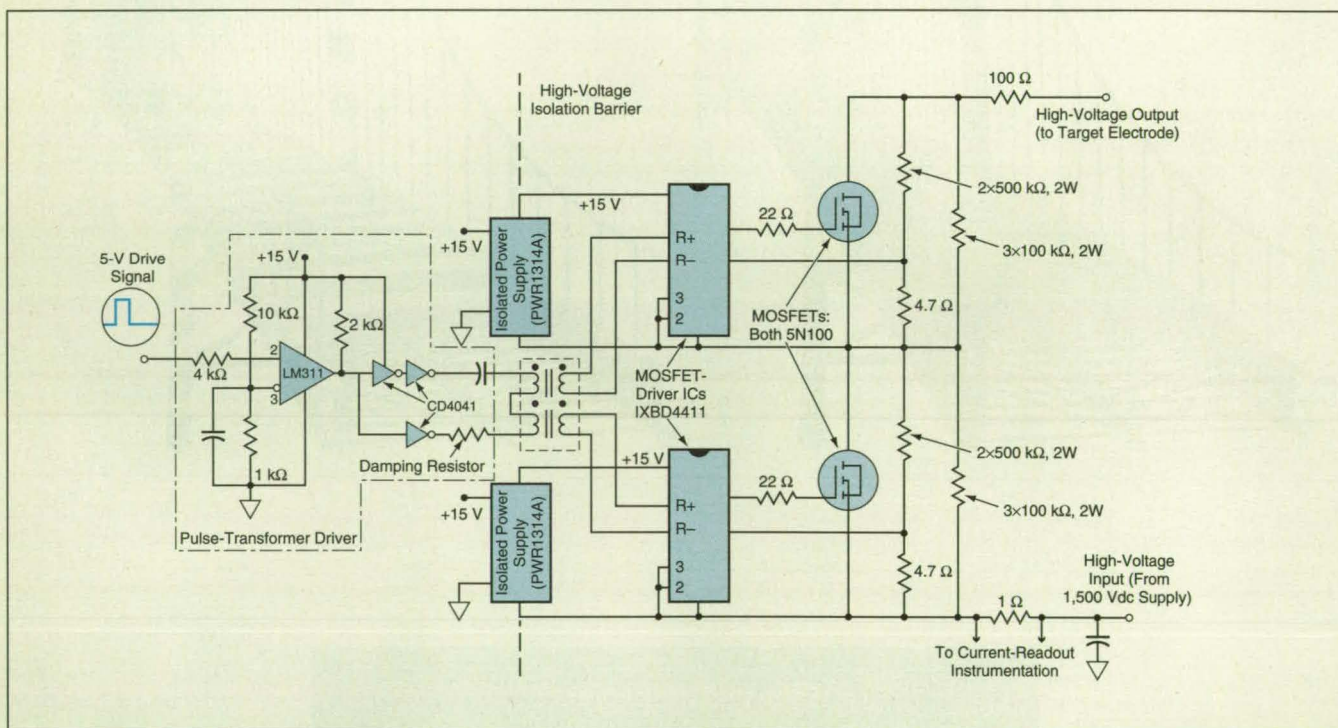 High-Voltage
Isolation Barrier
100 Ω
High-Voltage Output
(to Target Electrode)
2×500 kΩ, 2W
3×100 kΩ, 2W
+15 V
+15 V
Isolated Power
Supply
(PWR1314A)
R+
R–
3
2
22 Ω
4.7 Ω
MOSFETs:
Both 5N100
5-V Drive
Signal
+15 V
10 kΩ
2 kΩ
4 kΩ
2
3
LM311
CD4041
1 kΩ
Damping Resistor
Pulse-Transformer Driver
MOSFET-
Driver ICs
IXBD4411
+15 V
+15 V
Isolated Power
Supply
(PWR1314A)
R+
R–
3
2
22 Ω
2×500 kΩ, 2W
3×100 kΩ, 2W
4.7 Ω
1 Ω
High-Voltage
Input (From
1,500 Vdc Supply)
To Current-Readout
Instrumentation